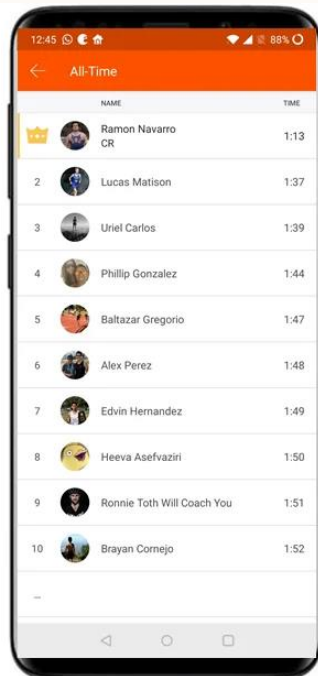 12:45 88%
All-Time
NAME TIME
Ramon Navarro 1:13
CR
2 Lucas Matison 1:37
3 Uriel Carlos 1:39
4 Phillip Gonzalez 1:44
5 Baltazar Gregorio 1:47
6 Alex Perez 1:48
7 Edvin Hernandez 1:49
8 Heeva Asefvaziri 1:50
9 Ronnie Toth Will Coach You 1:51
10 Brayan Cornejo 1:52
...